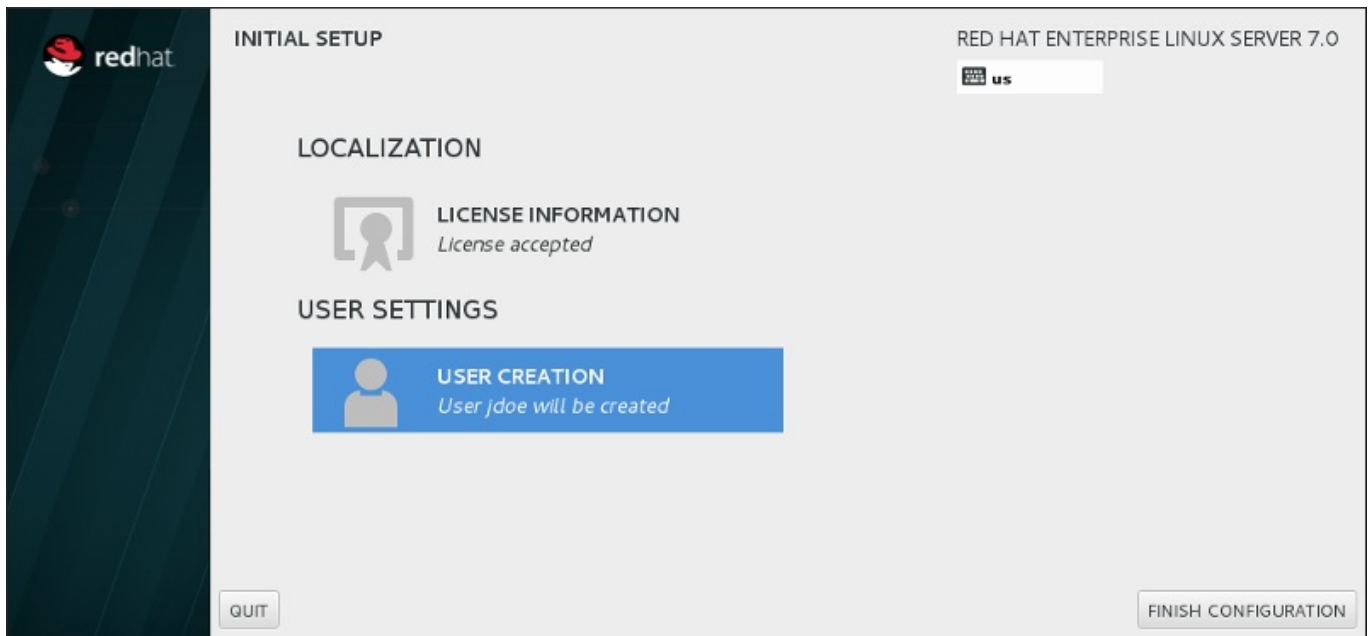 redhat
INITIAL SETUP
RED HAT ENTERPRISE LINUX SERVER 7.0
us
LOCALIZATION
LICENSE INFORMATION
License accepted
USER SETTINGS
USER CREATION
User jdoe will be created
QUIT
FINISH CONFIGURATION